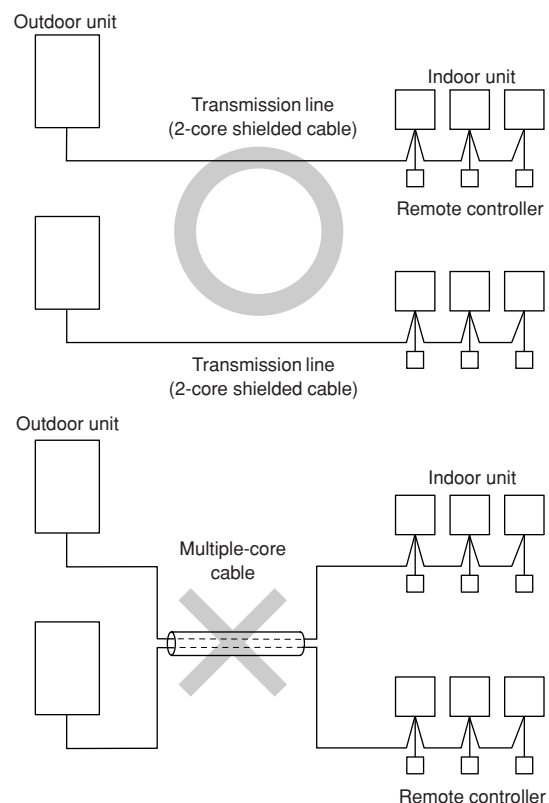 Outdoor unit
Indoor unit
Transmission line
(2-core shielded cable)
Remote controller
Transmission line
(2-core shielded cable)
Outdoor unit
Indoor unit
Multiple-core
cable
Remote controller